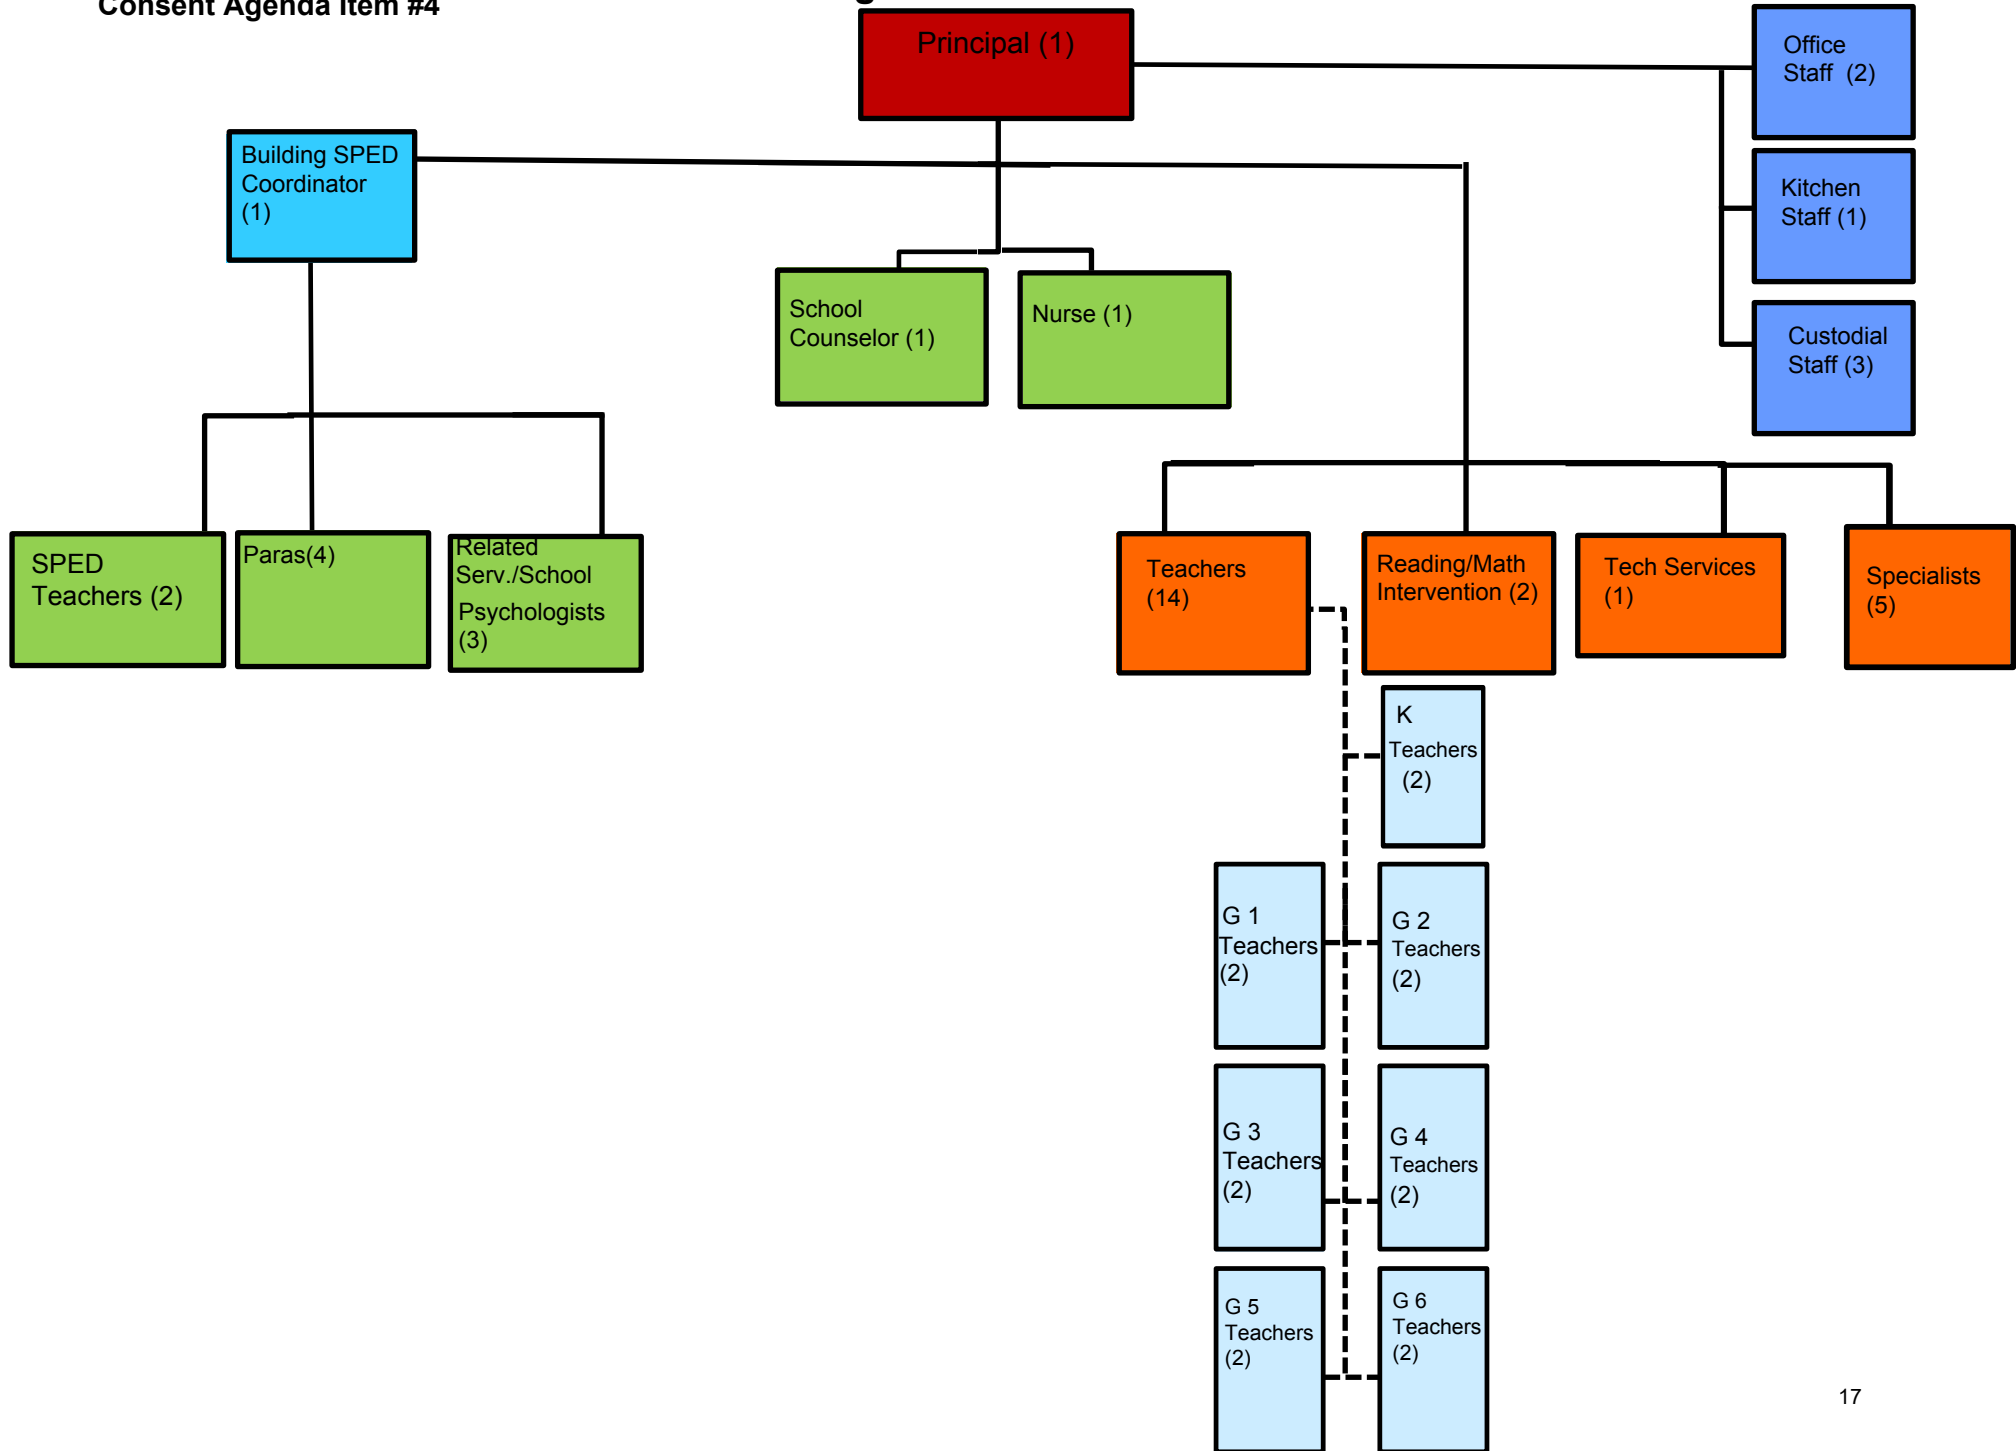 Consent Agenda Item #4
Principal (1)
Office
Staff (2)
Building SPED
Coordinator
(1)
Kitchen
Staff (1)
School
Counselor (1)
Nurse (1)
Custodial
Staff (3)
SPED
Teachers (2)
Paras(4)
Related
Serv./School
Psychologists
(3)
Teachers
(14)
Reading/Math
Intervention (2)
Tech Services
(1)
Specialists
(5)
K
Teachers
(2)
G 1
Teachers
(2)
G 2
Teachers
(2)
G 3
Teachers
(2)
G 4
Teachers
(2)
G 5
Teachers
(2)
G 6
Teachers
(2)
17